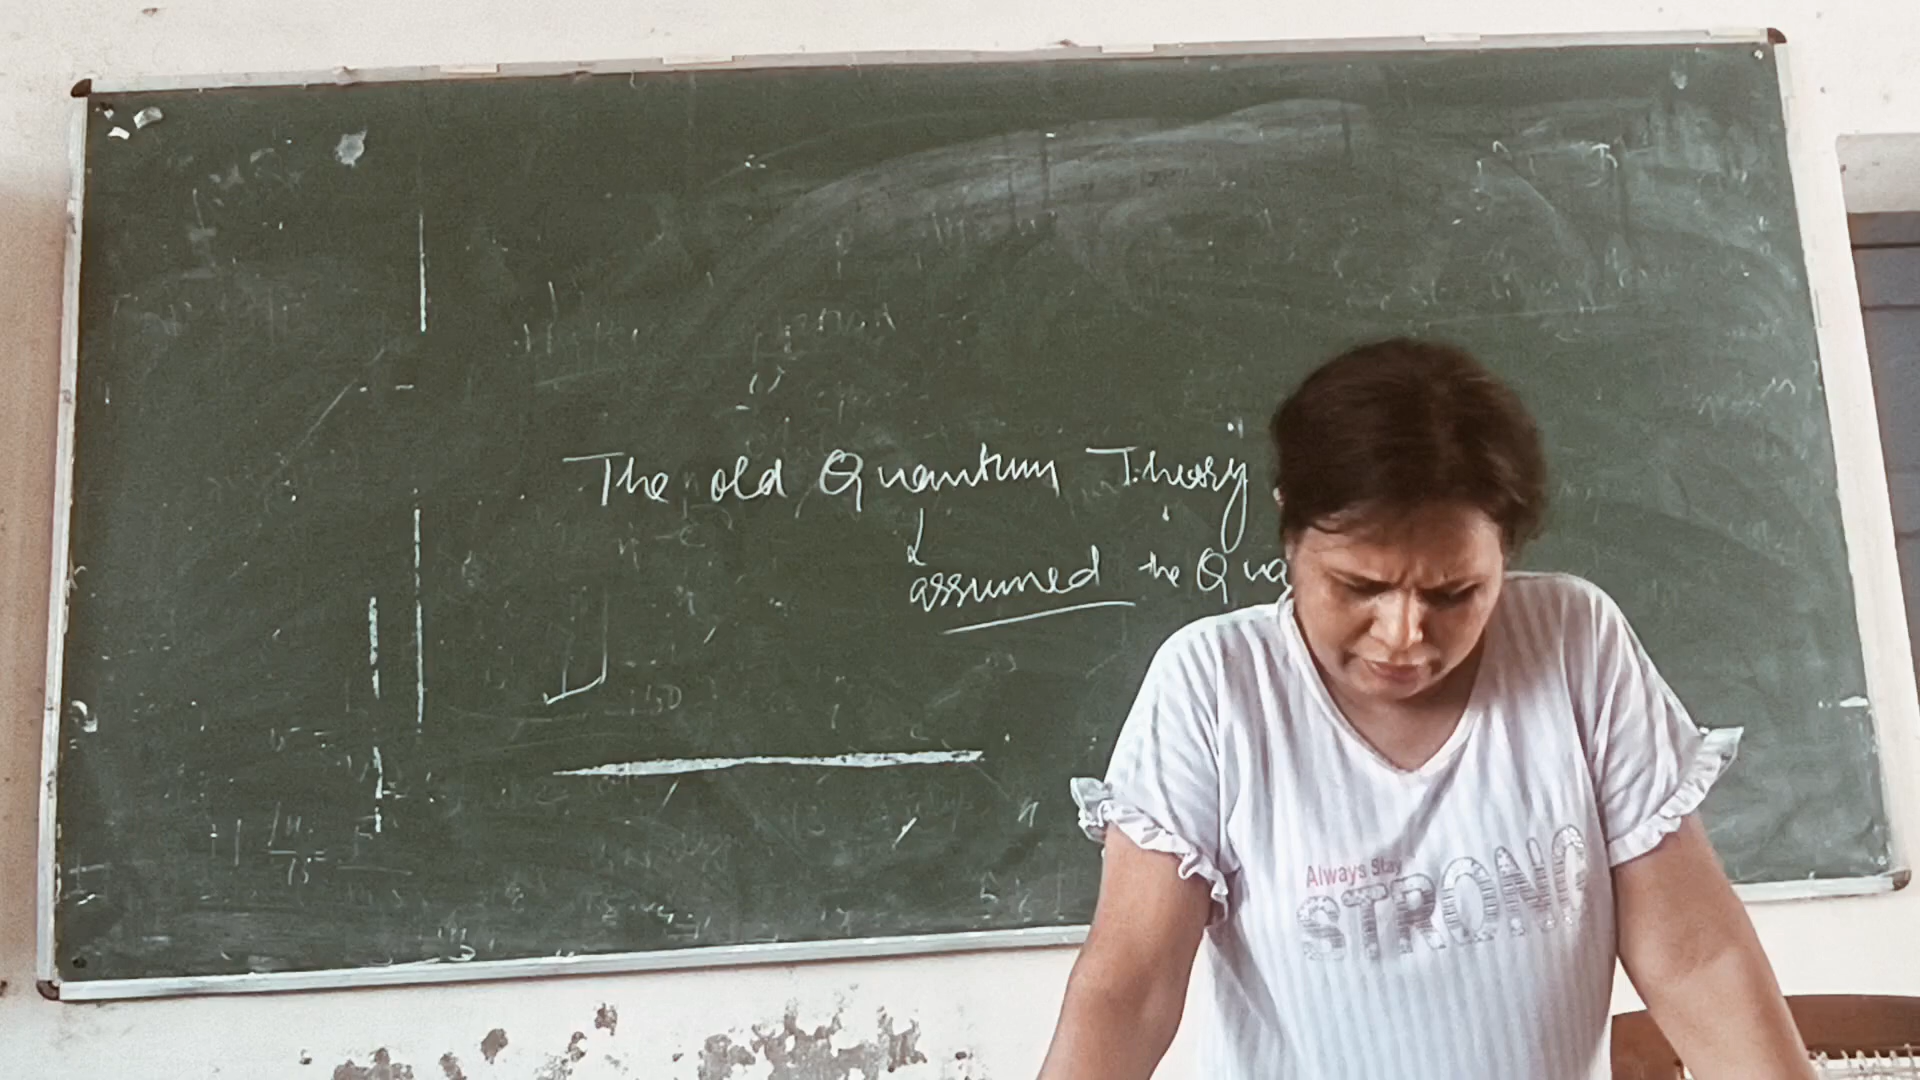 The old Quantum Theory
assumed the Qua
Always Stay
STRONG